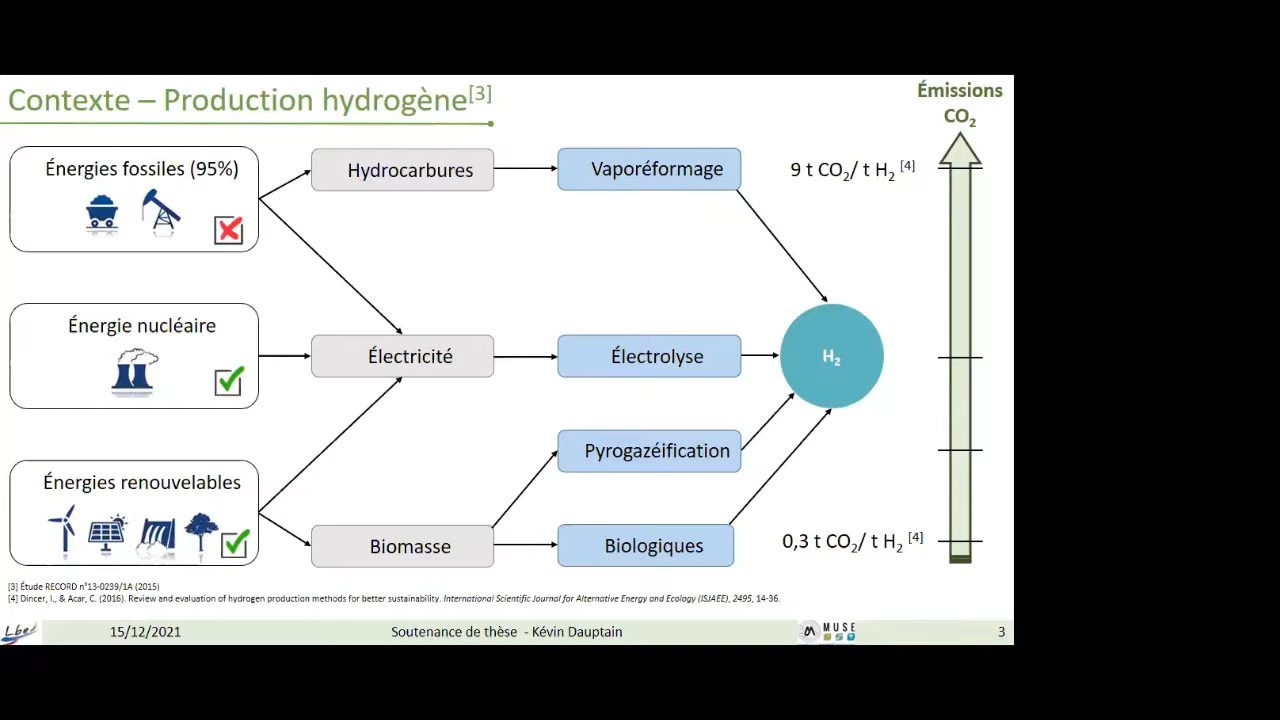 Contexte – Production hydrogène[3]
Émissions
CO₂
Énergies fossiles (95%)
Hydrocarbures
Vaporéformage
9 t CO₂/ t H₂ [4]
Énergie nucléaire
Électricité
Électrolyse
H₂
Pyrogazéification
Énergies renouvelables
Biomasse
Biologiques
0,3 t CO₂/ t H₂ [4]
[3] Étude RECORD n°13-0239/1A (2015)
[4] Dincer, I., & Acar, C. (2016). Review and evaluation of hydrogen production methods for better sustainability. International Scientific Journal for Alternative Energy and Ecology (ISJAEE), 2495, 14-36.
Lbe
15/12/2021
Soutenance de thèse - Kévin Dauptain
MUSE
3